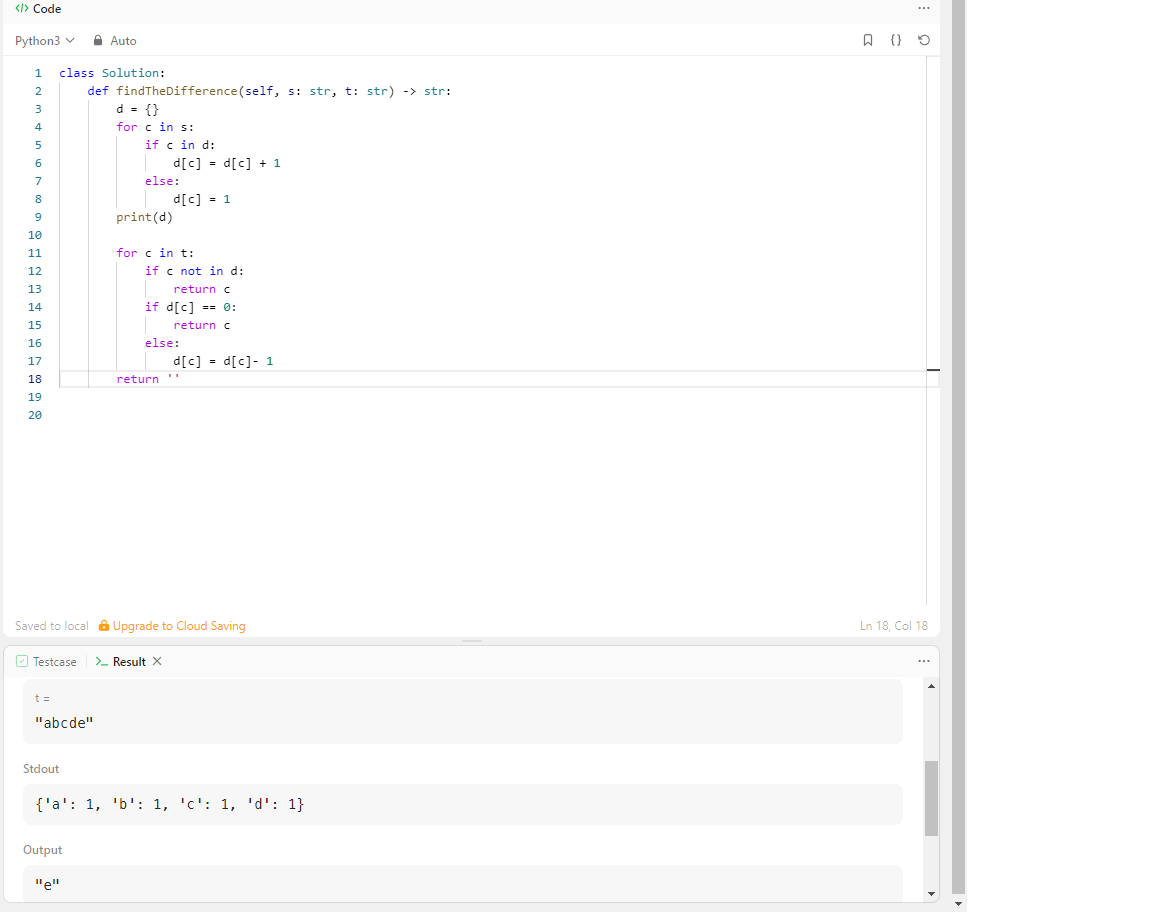 </> Code
Python3 Auto {}
1 class Solution:
2     def findTheDifference(self, s: str, t: str) -> str:
3         d = {}
4         for c in s:
5             if c in d:
6                 d[c] = d[c] + 1
7             else:
8                 d[c] = 1
9         print(d)
10
11         for c in t:
12             if c not in d:
13                 return c
14             if d[c] == 0:
15                 return c
16             else:
17                 d[c] = d[c]- 1
18         return ''
19
20
Saved to local Upgrade to Cloud Saving Ln 18, Col 18
Testcase >_ Result
t =
"abcde"
Stdout
{'a': 1, 'b': 1, 'c': 1, 'd': 1}
Output
"e"